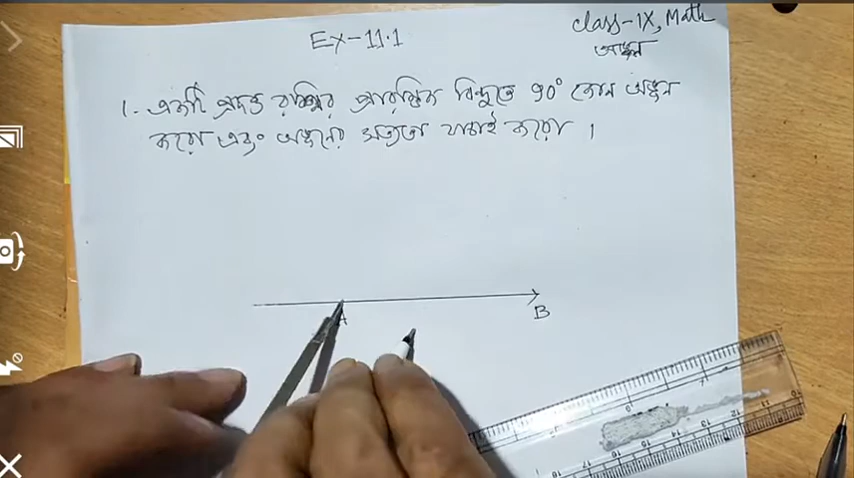 Ex-11.1
class-IX, Math
অঙ্কন
1. একটি প্রদত্ত রশ্মির প্রারম্ভিক বিন্দুতে 90° কোন অঙ্কন
করো এবং অঙ্কনের সত্যতা যাচাই করো ।
A
B